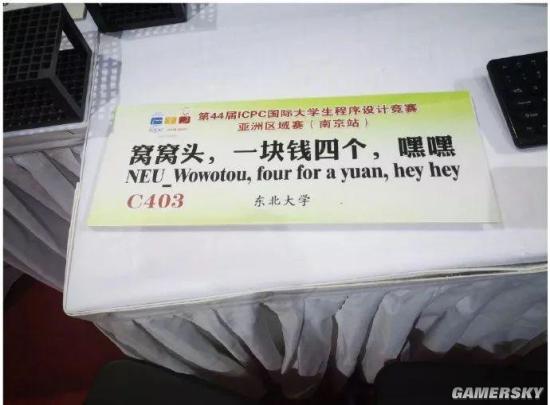 第44届ICPC国际大学生程序设计竞赛
亚洲区域赛（南京站）
窝窝头，一块钱四个，嘿嘿
NEU_Wowotou, four for a yuan, hey hey
C403
东北大学
GAMERSKY